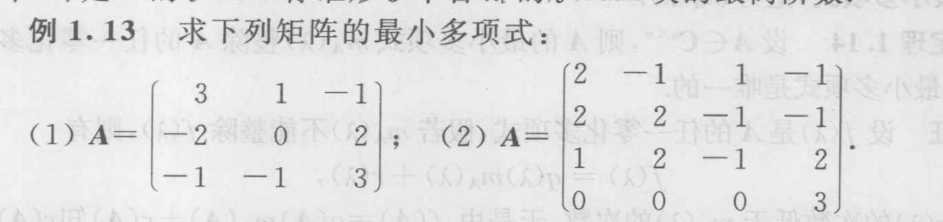 例 1.13 求下列矩阵的最小多项式:
(1) A = [3 1 -1; -2 0 2; -1 -1 3]; (2) A = [2 -1 1 -1; 2 2 -1 -1; 1 2 -1 2; 0 0 0 3].